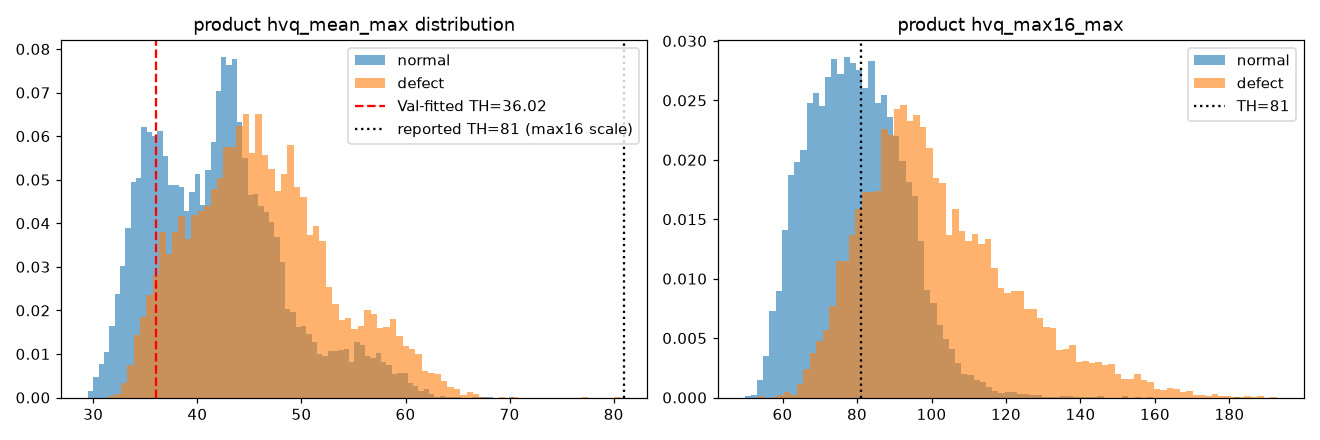 product hvq_mean_max distribution
normal
defect
Val-fitted TH=36.02
reported TH=81 (max16 scale)
0.08
0.07
0.06
0.05
0.04
0.03
0.02
0.01
0.00
30 40 50 60 70 80
product hvq_max16_max
normal
defect
TH=81
0.030
0.025
0.020
0.015
0.010
0.005
0.000
60 80 100 120 140 160 180